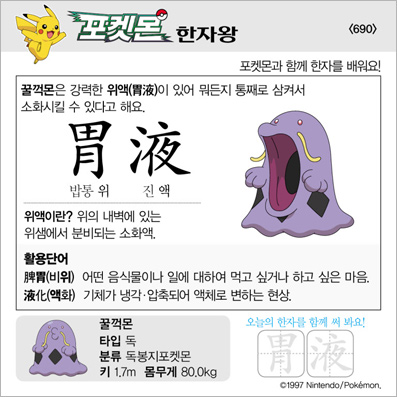 포켓몬 한자왕 〈690〉
포켓몬과 함께 한자를 배워요!
꿀꺽몬은 강력한 위액(胃液)이 있어 뭐든지 통째로 삼켜서
소화시킬 수 있다고 해요.
胃 液
밥통 위 진 액
위액이란? 위의 내벽에 있는
위샘에서 분비되는 소화액.
활용단어
脾胃(비위) 어떤 음식물이나 일에 대하여 먹고 싶거나 하고 싶은 마음.
液化(액화) 기체가 냉각·압축되어 액체로 변하는 현상.
꿀꺽몬
타입 독
분류 독봉지포켓몬
키 1,7m 몸무게 80,0kg
오늘의 한자를 함께 써 봐요!
胃 液
©1997 Nintendo/Pokémon.